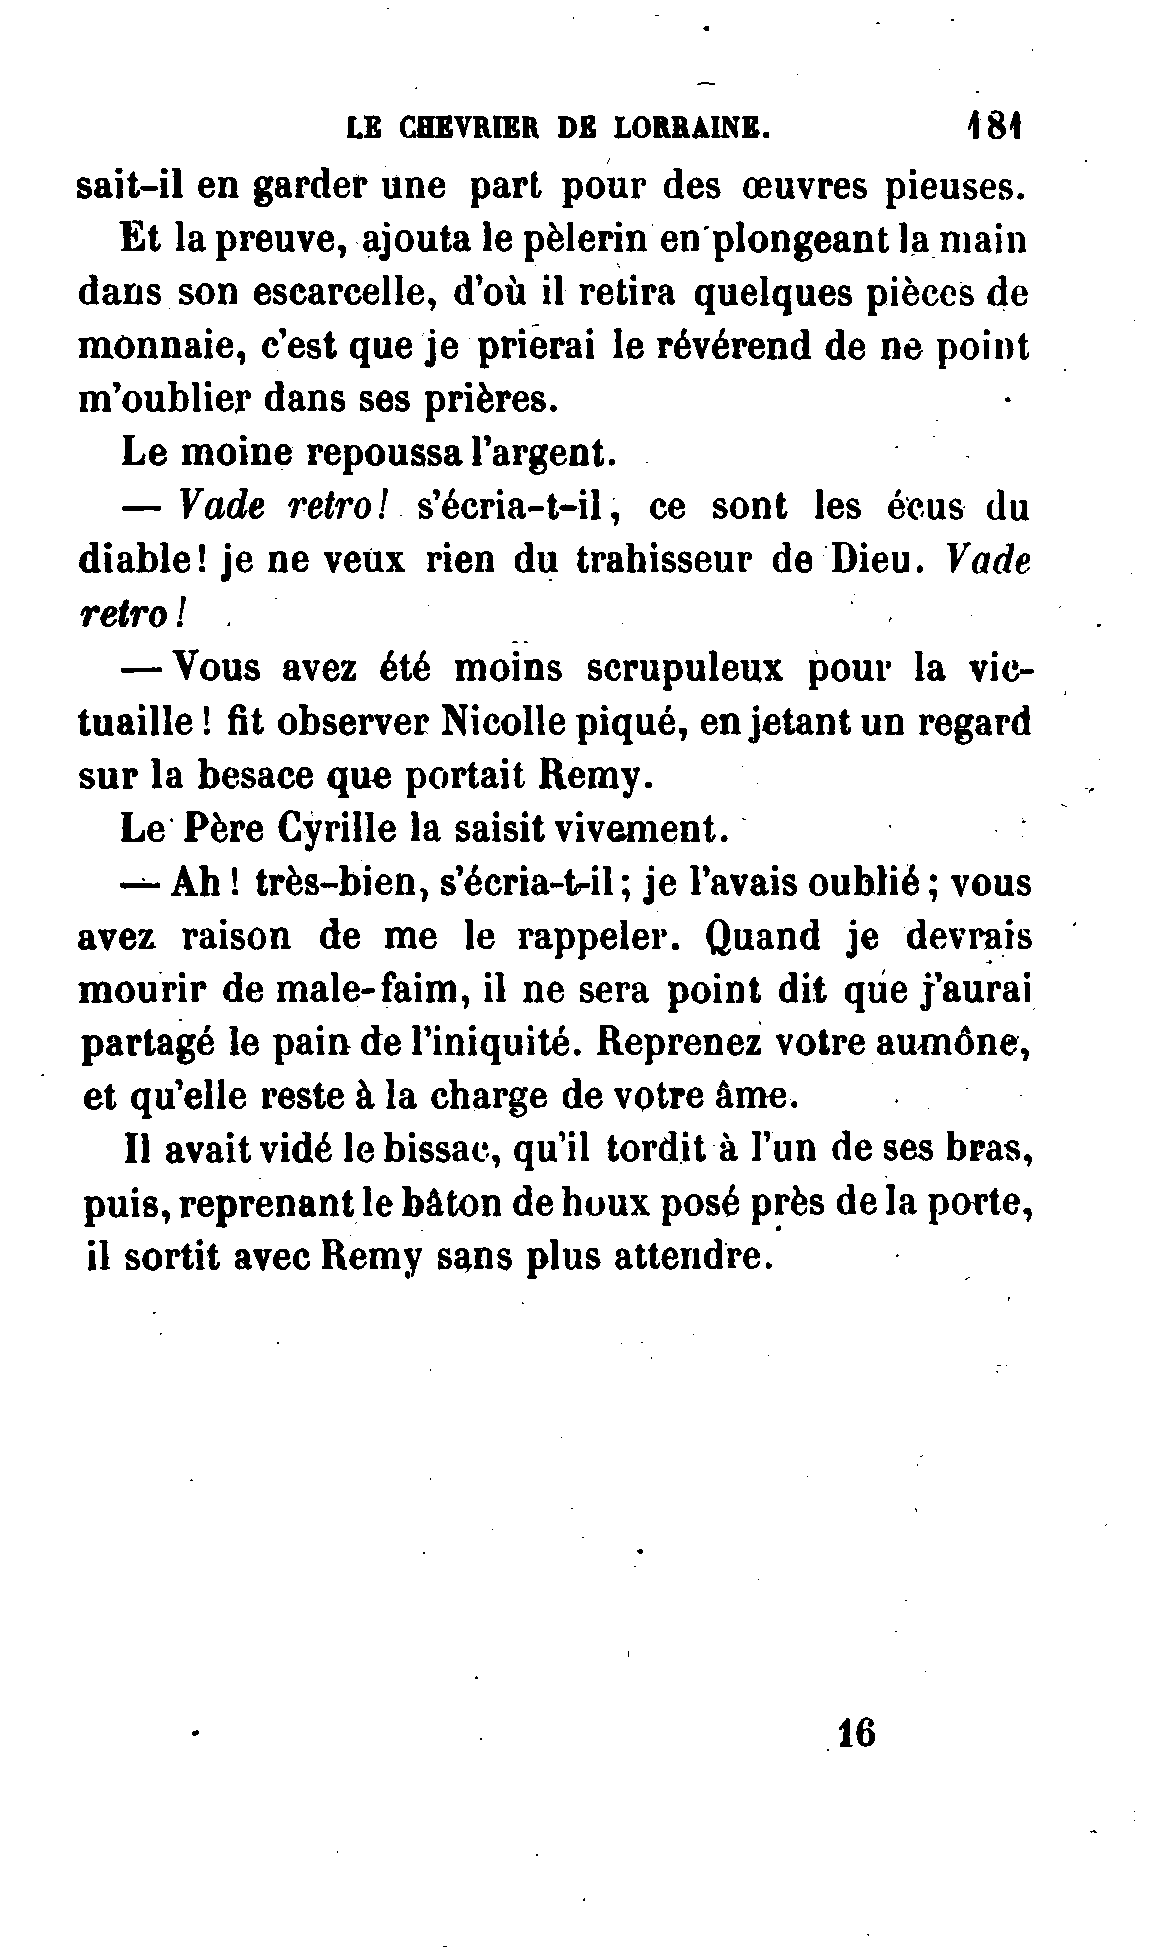 LE CHEVRIER DE LORRAINE. 181
sait-il en garder une part pour des œuvres pieuses.
Et la preuve, ajouta le pèlerin en plongeant la main
dans son escarcelle, d'où il retira quelques pièces de
monnaie, c'est que je prierai le révérend de ne point
m'oublier dans ses prières.
Le moine repoussa l'argent.
— Vade retro! s'écria-t-il, ce sont les écus du
diable! je ne veux rien du trahisseur de Dieu. Vade
retro!
— Vous avez été moins scrupuleux pour la vic-
tuaille! fit observer Nicolle piqué, en jetant un regard
sur la besace que portait Remy.
Le Père Cyrille la saisit vivement.
— Ah! très-bien, s'écria-t-il; je l'avais oublié; vous
avez raison de me le rappeler. Quand je devrais
mourir de male-faim, il ne sera point dit que j'aurai
partagé le pain de l'iniquité. Reprenez votre aumône,
et qu'elle reste à la charge de votre âme.
Il avait vidé le bissac, qu'il tordit à l'un de ses bras,
puis, reprenant le bâton de houx posé près de la porte,
il sortit avec Remy sans plus attendre.
16